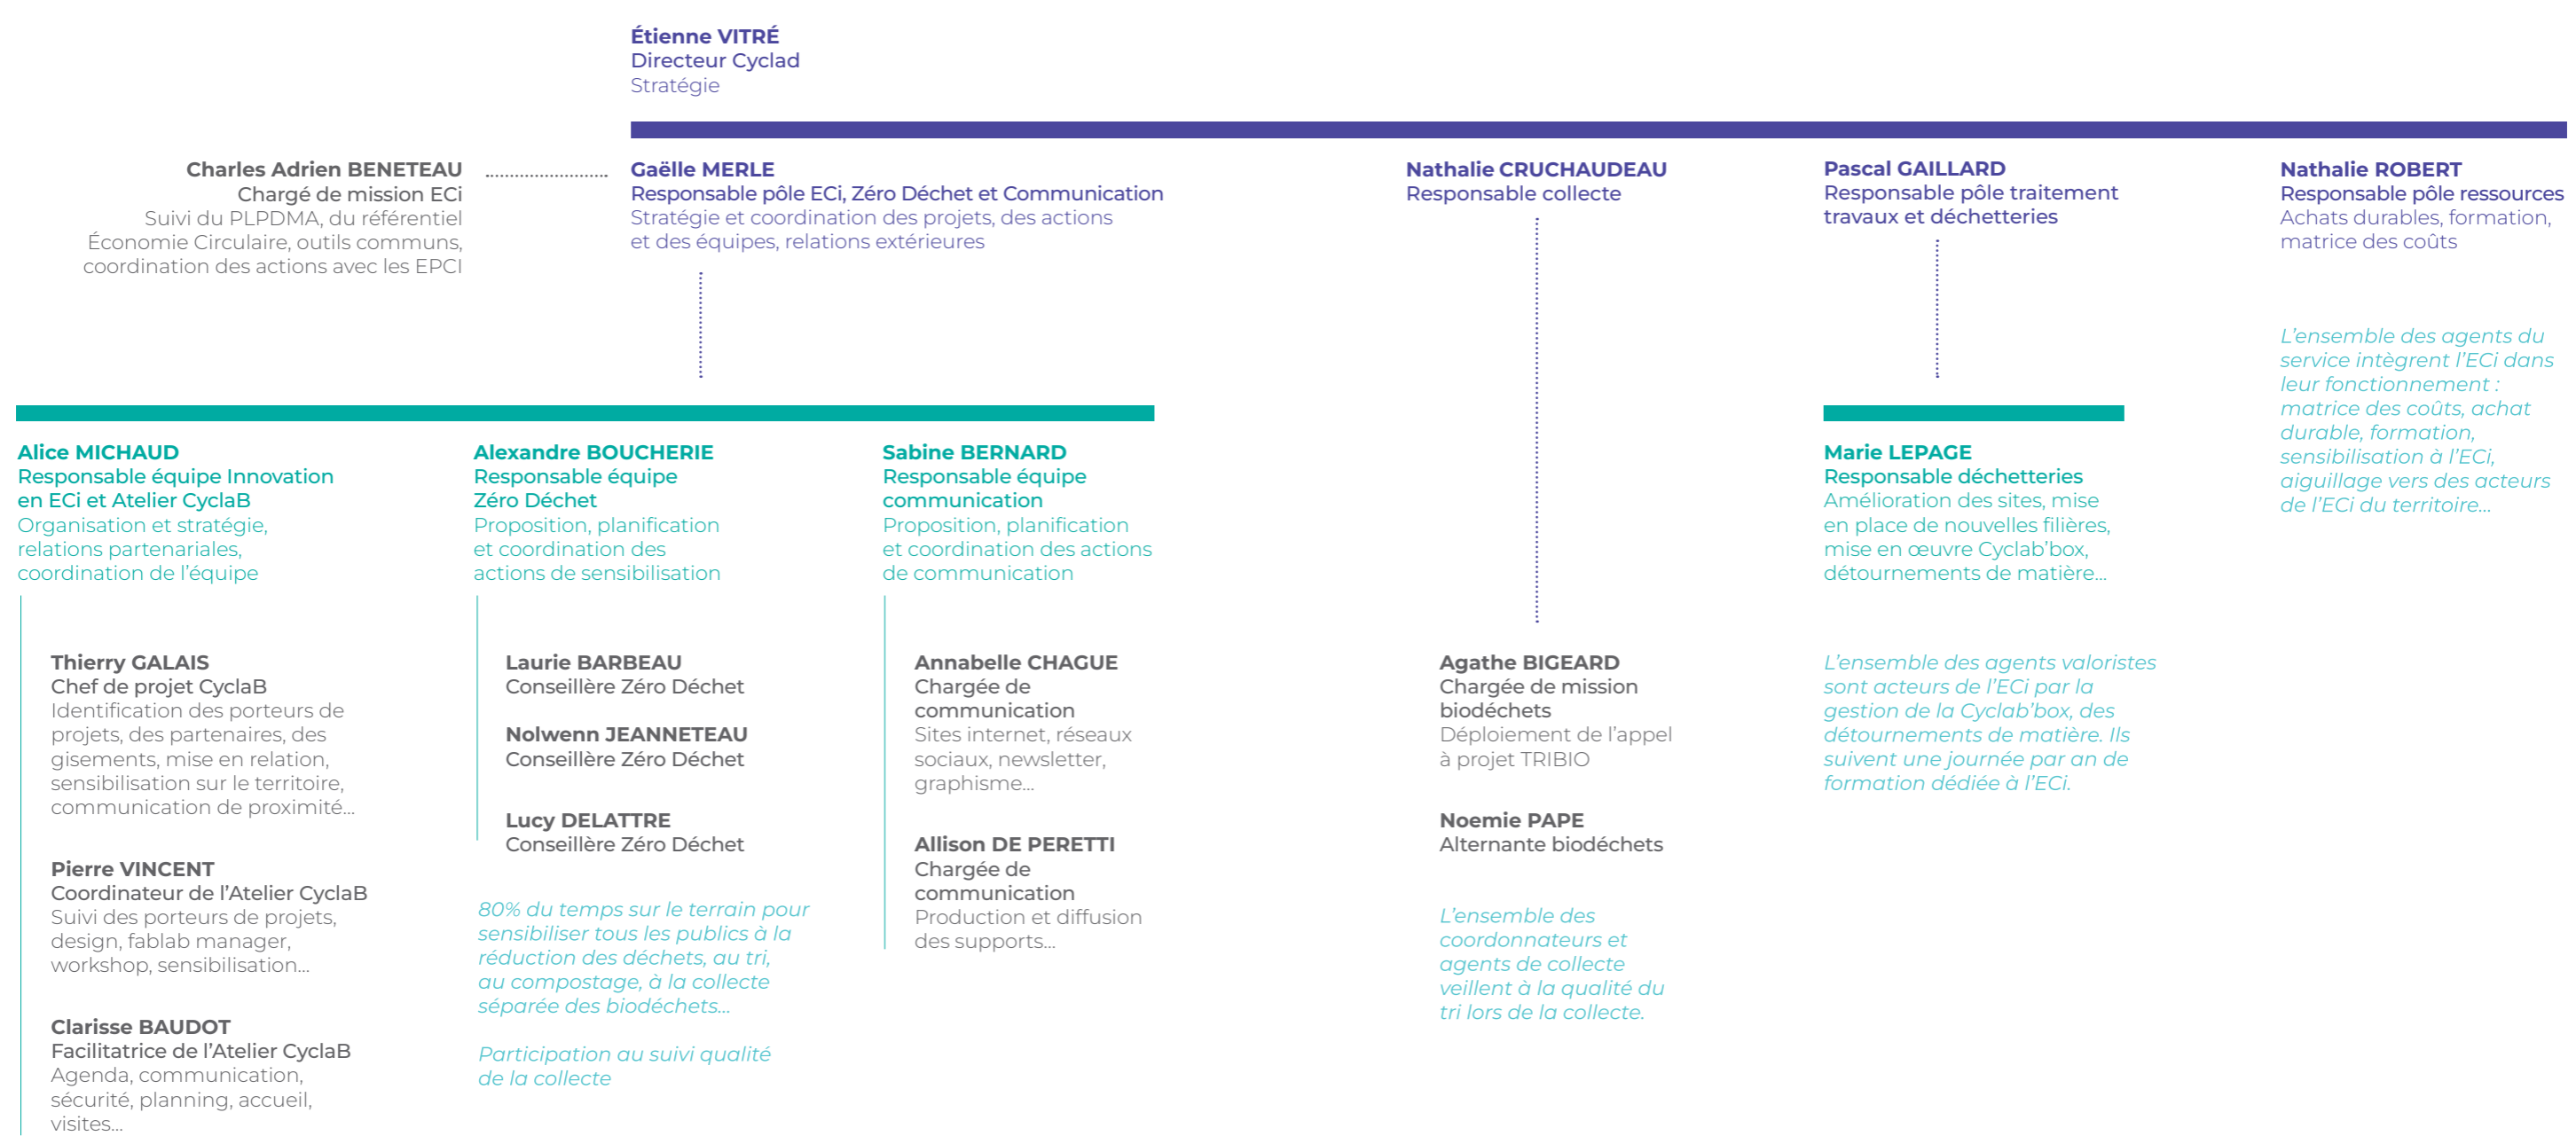 Étienne VITRÉ
Directeur Cyclad
Stratégie
Charles Adrien BENETEAU
Chargé de mission ECi
Suivi du PLPDMA, du référentiel
Économie Circulaire, outils communs,
coordination des actions avec les EPCI
Gaëlle MERLE
Responsable pôle ECi, Zéro Déchet et Communication
Stratégie et coordination des projets, des actions
et des équipes, relations extérieures
Nathalie CRUCHAUDEAU
Responsable collecte
Pascal GAILLARD
Responsable pôle traitement
travaux et déchetteries
Nathalie ROBERT
Responsable pôle ressources
Achats durables, formation,
matrice des coûts
L'ensemble des agents du
service intègrent l'ECi dans
leur fonctionnement :
matrice des coûts, achat
durable, formation,
sensibilisation à l'ECi,
aiguillage vers des acteurs
de l'ECi du territoire...
Alice MICHAUD
Responsable équipe Innovation
en ECi et Atelier CyclaB
Organisation et stratégie,
relations partenariales,
coordination de l'équipe
Thierry GALAIS
Chef de projet CyclaB
Identification des porteurs de
projets, des partenaires, des
gisements, mise en relation,
sensibilisation sur le territoire,
communication de proximité...
Pierre VINCENT
Coordinateur de l'Atelier CyclaB
Suivi des porteurs de projets,
design, fablab manager,
workshop, sensibilisation...
Clarisse BAUDOT
Facilitatrice de l'Atelier CyclaB
Agenda, communication,
sécurité, planning, accueil,
visites...
Alexandre BOUCHERIE
Responsable équipe
Zéro Déchet
Proposition, planification
et coordination des
actions de sensibilisation
Laurie BARBEAU
Conseillère Zéro Déchet
Nolwenn JEANNETEAU
Conseillère Zéro Déchet
Lucy DELATTRE
Conseillère Zéro Déchet
80% du temps sur le terrain pour
sensibiliser tous les publics à la
réduction des déchets, au tri,
au compostage, à la collecte
séparée des biodéchets...
Participation au suivi qualité
de la collecte
Sabine BERNARD
Responsable équipe
communication
Proposition, planification
et coordination des actions
de communication
Annabelle CHAGUE
Chargée de
communication
Sites internet, réseaux
sociaux, newsletter,
graphisme...
Allison DE PERETTI
Chargée de
communication
Production et diffusion
des supports...
Agathe BIGEARD
Chargée de mission
biodéchets
Déploiement de l'appel
à projet TRIBIO
Noemie PAPE
Alternante biodéchets
L'ensemble des
coordonnateurs et
agents de collecte
veillent à la qualité du
tri lors de la collecte.
Marie LEPAGE
Responsable déchetteries
Amélioration des sites, mise
en place de nouvelles filières,
mise en œuvre Cyclab'box,
détournements de matière...
L'ensemble des agents valoristes
sont acteurs de l'ECi par la
gestion de la Cyclab'box, des
détournements de matière. Ils
suivent une journée par an de
formation dédiée à l'ECi.